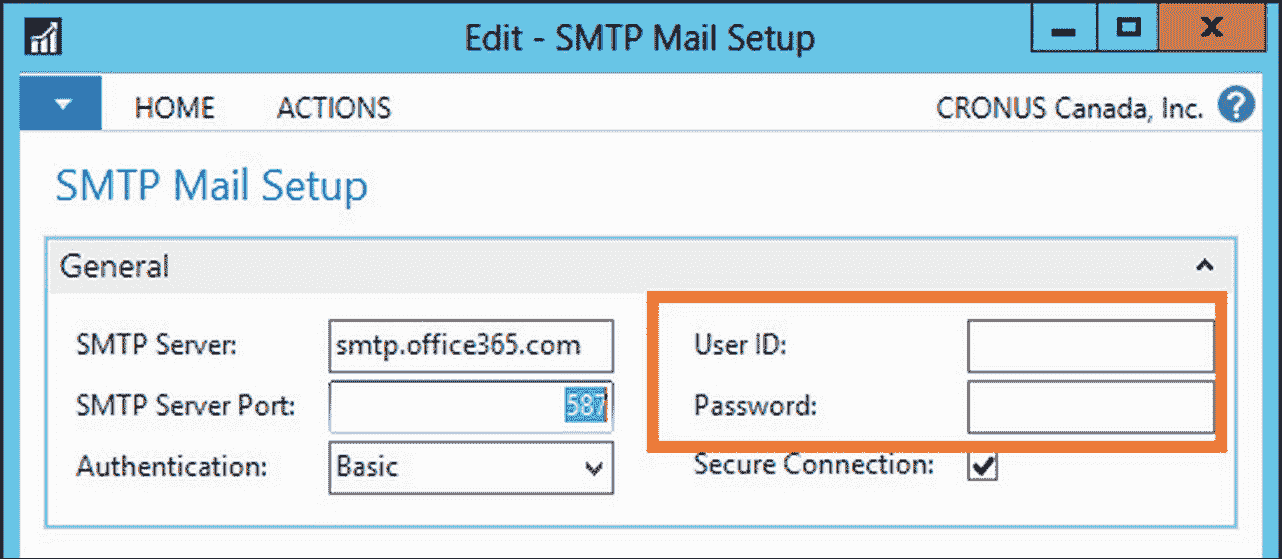 Edit - SMTP Mail Setup
X
HOME ACTIONS CRONUS Canada, Inc. ?
SMTP Mail Setup
General
SMTP Server: smtp.office365.com User ID:
SMTP Server Port: 587 Password:
Authentication: Basic Secure Connection: